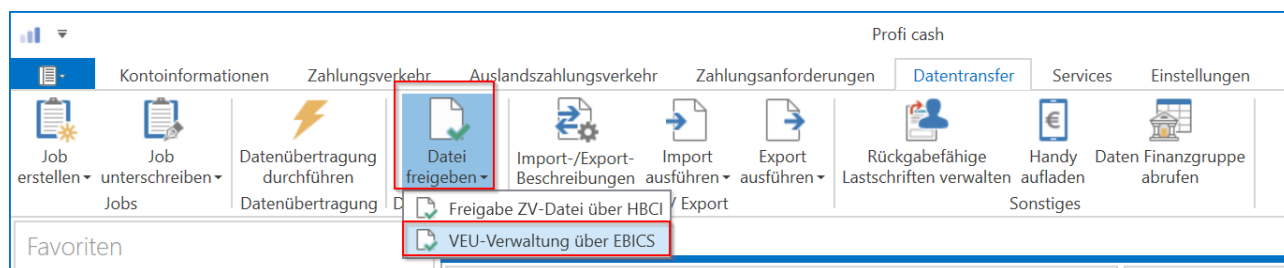 Profi cash
Kontoinformationen Zahlungsverkehr Auslandszahlungsverkehr Zahlungsanforderungen Datentransfer Services Einstellungen
Job Job Datenübertragung Datei Import-/Export- Import Export Rückgabefähige Handy Daten Finanzgruppe
erstellen unterschreiben durchführen freigeben Beschreibungen ausführen ausführen Lastschriften verwalten aufladen abrufen
Jobs Datenübertragung D / Export Sonstiges
Freigabe ZV-Datei über HBCI
VEU-Verwaltung über EBICS
Favoriten